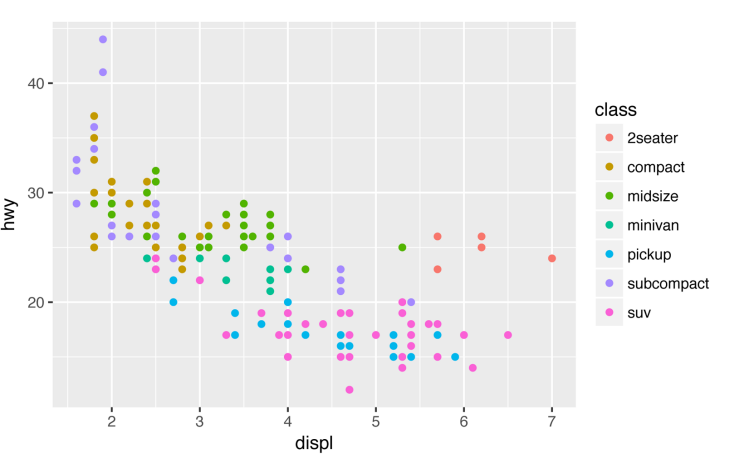 40
30
20
hwy
2 3 4 5 6 7
displ
class
2seater
compact
midsize
minivan
pickup
subcompact
suv